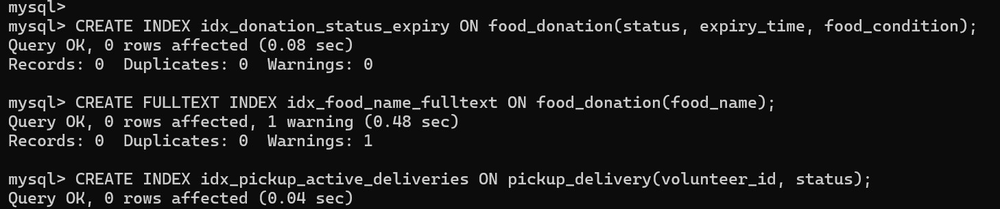 mysql>
mysql> CREATE INDEX idx_donation_status_expiry ON food_donation(status, expiry_time, food_condition);
Query OK, 0 rows affected (0.08 sec)
Records: 0  Duplicates: 0  Warnings: 0

mysql> CREATE FULLTEXT INDEX idx_food_name_fulltext ON food_donation(food_name);
Query OK, 0 rows affected, 1 warning (0.48 sec)
Records: 0  Duplicates: 0  Warnings: 1

mysql> CREATE INDEX idx_pickup_active_deliveries ON pickup_delivery(volunteer_id, status);
Query OK, 0 rows affected (0.04 sec)